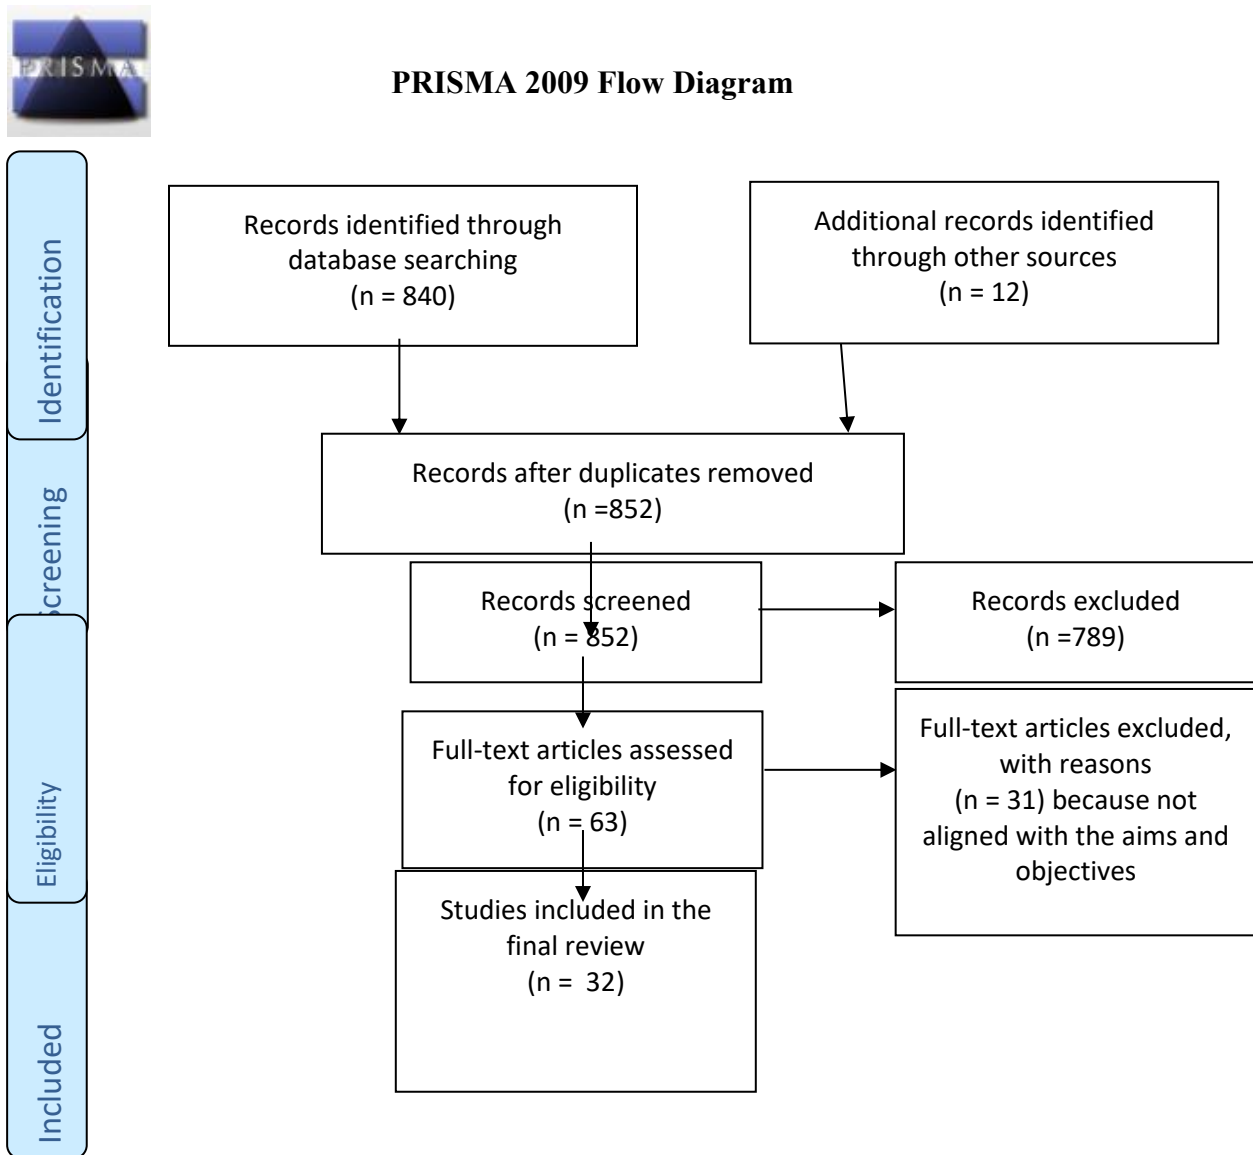 PRISMA
PRISMA 2009 Flow Diagram
Identification
Records identified through
database searching
(n = 840)
Additional records identified
through other sources
(n = 12)
Screening
Records after duplicates removed
(n =852)
Records screened
(n = 852)
Records excluded
(n =789)
Eligibility
Full-text articles assessed
for eligibility
(n = 63)
Full-text articles excluded,
with reasons
(n = 31) because not
aligned with the aims and
objectives
Included
Studies included in the
final review
(n =  32)